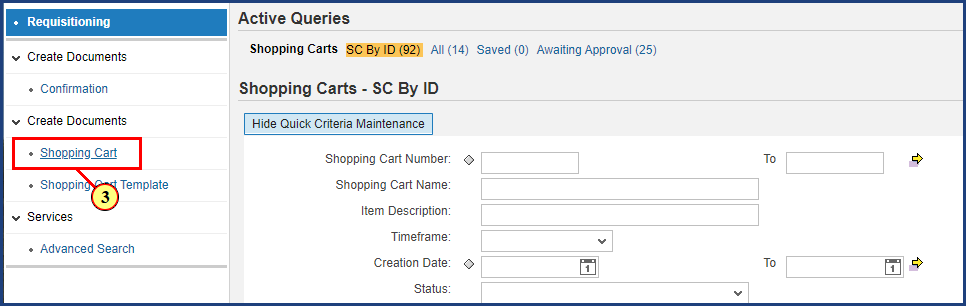 Requisitioning
Create Documents
Confirmation
Create Documents
Shopping Cart
Shopping Cart Template
3
Services
Advanced Search
Active Queries
Shopping Carts SC By ID (92) All (14) Saved (0) Awaiting Approval (25)
Shopping Carts - SC By ID
Hide Quick Criteria Maintenance
Shopping Cart Number: To
Shopping Cart Name:
Item Description:
Timeframe:
Creation Date: 1 To 1
Status: